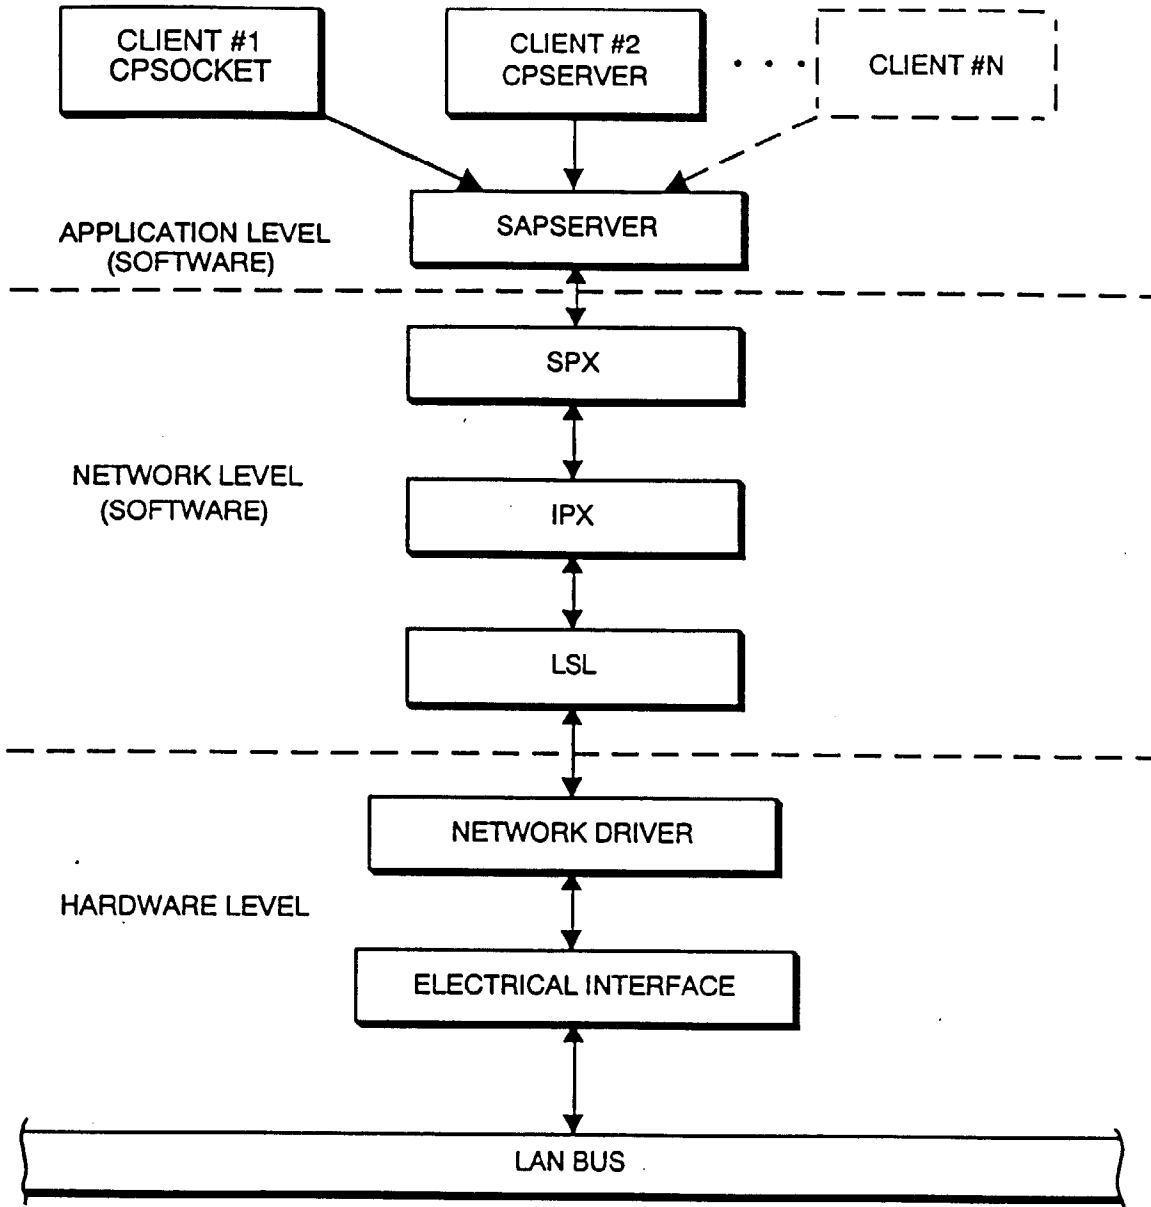 CLIENT #1
CPSOCKET
CLIENT #2
CPSERVER
. . .
CLIENT #N
SAPSERVER
APPLICATION LEVEL
(SOFTWARE)
SPX
NETWORK LEVEL
(SOFTWARE)
IPX
LSL
NETWORK DRIVER
HARDWARE LEVEL
ELECTRICAL INTERFACE
LAN BUS